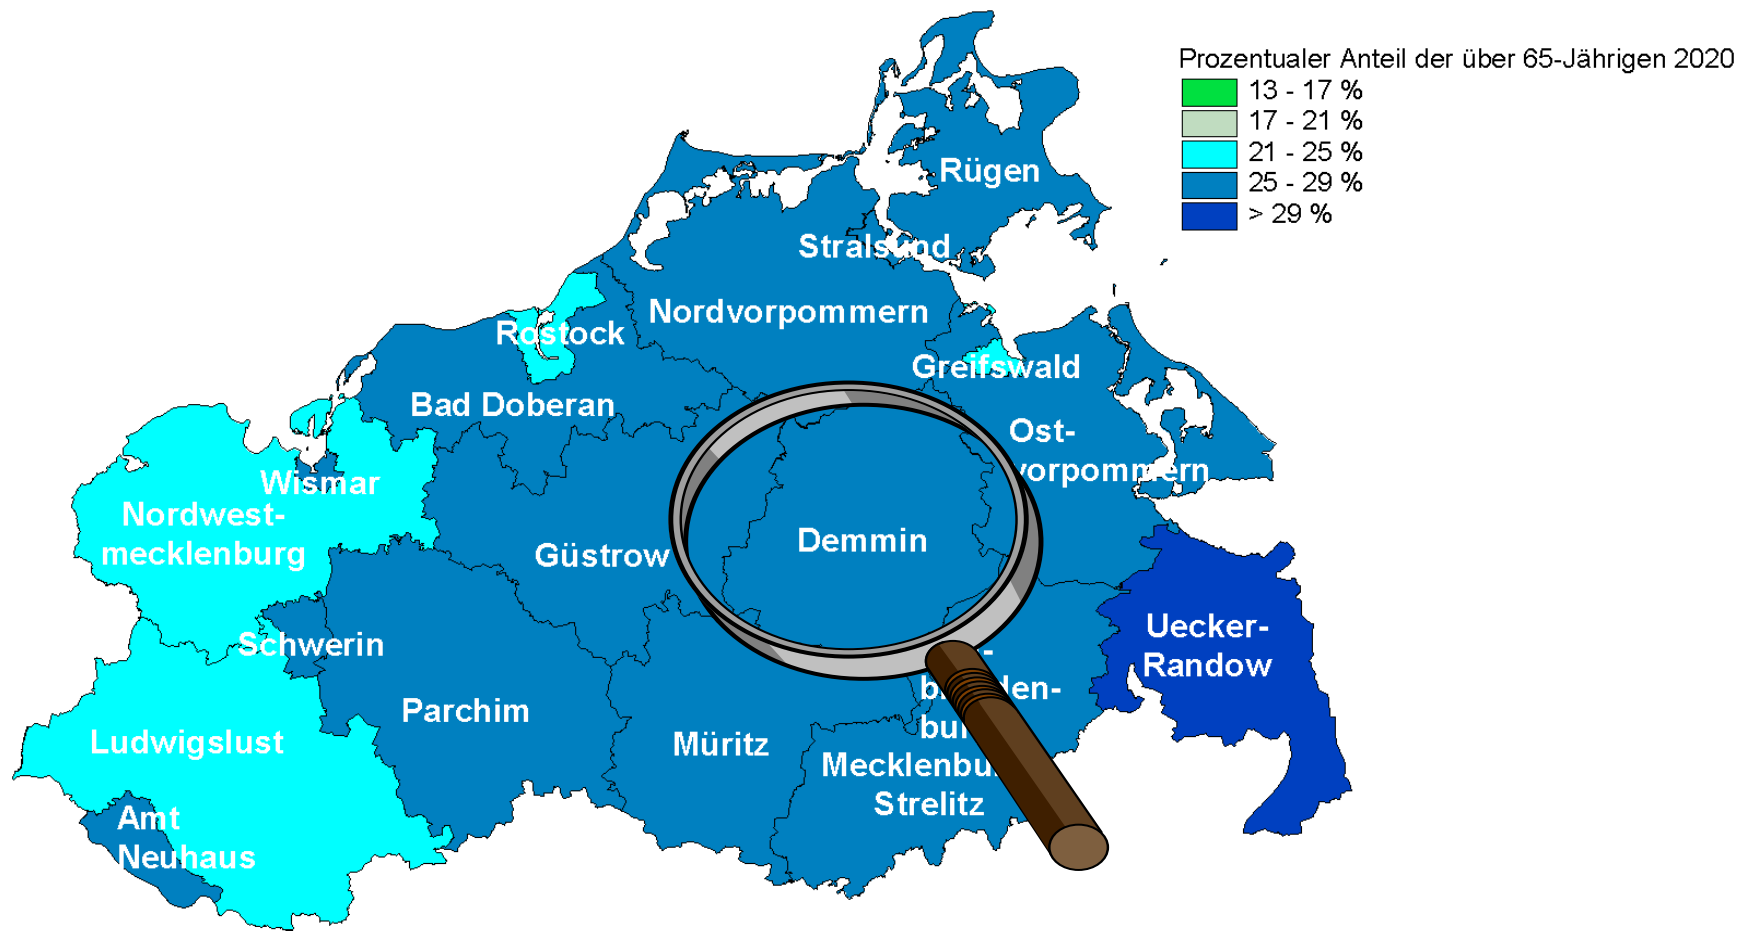 Prozentualer Anteil der über 65-Jährigen 2020
13 - 17 %
17 - 21 %
21 - 25 %
25 - 29 %
> 29 %
Rügen
Stralsund
Nordvorpommern
Rostock
Greifswald
Bad Doberan
Ost-
vorpommern
Wismar
Nordwest-
mecklenburg
Güstrow
Demmin
Uecker-
Randow
Schwerin
Parchim
Ludwigslust
Müritz
Mecklenbu
Strelitz
Amt
Neuhaus